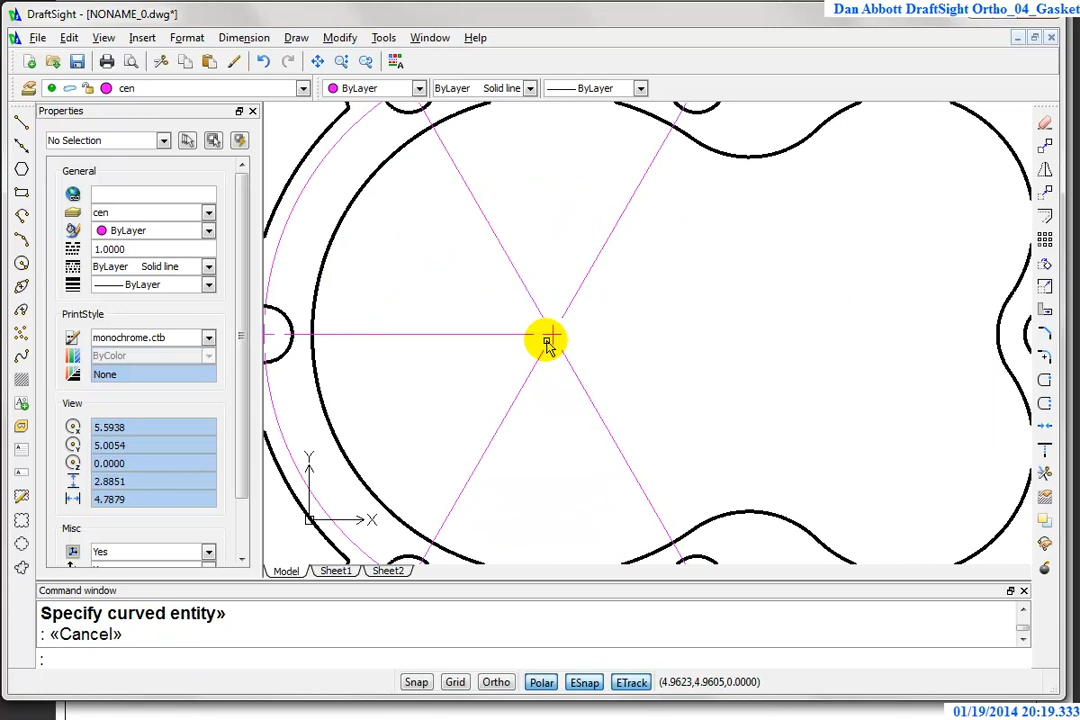 Dan Abbott DraftSight Ortho_04_Gasket
DraftSight - [NONAME_0.dwg*]
File Edit View Insert Format Dimension Draw Modify Tools Window Help
cen ByLayer ByLayer Solid line ByLayer
Properties
No Selection
General
cen
ByLayer
1.0000
ByLayer Solid line
ByLayer
PrintStyle
monochrome.ctb
ByColor
None
View
5.5938
5.0054
0.0000
2.8851
4.7879
Misc
Yes
Y
X
Model Sheet1 Sheet2
Command window
Specify curved entity»
: «Cancel»
:
Snap Grid Ortho Polar ESnap ETrack (4.9623,4.9605,0.0000)
01/19/2014 20:19.333